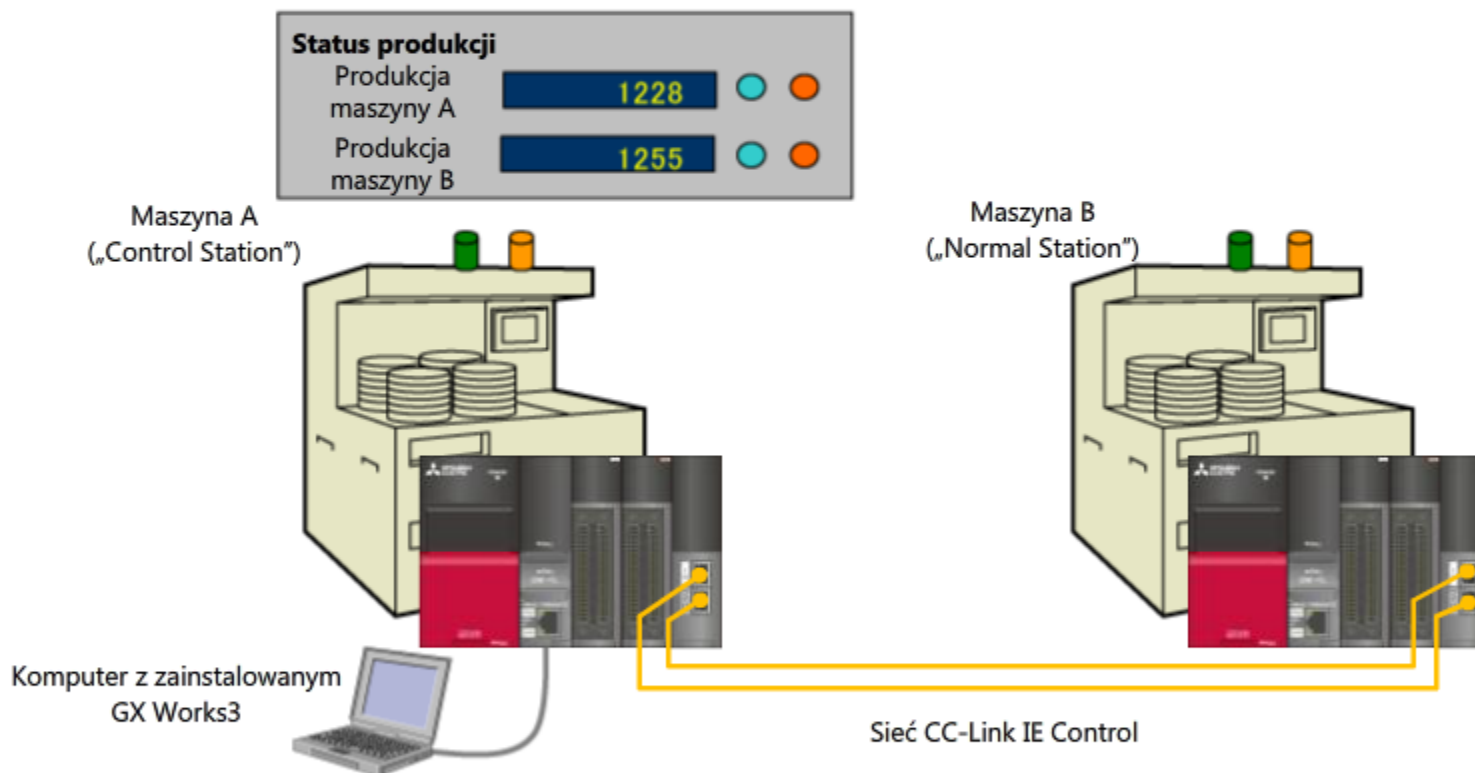 Status produkcji
Produkcja
maszyny A
1228
Produkcja
maszyny B
1255
Maszyna A
(„Control Station”)
Maszyna B
(„Normal Station”)
Komputer z zainstalowanym
GX Works3
Sieć CC-Link IE Control